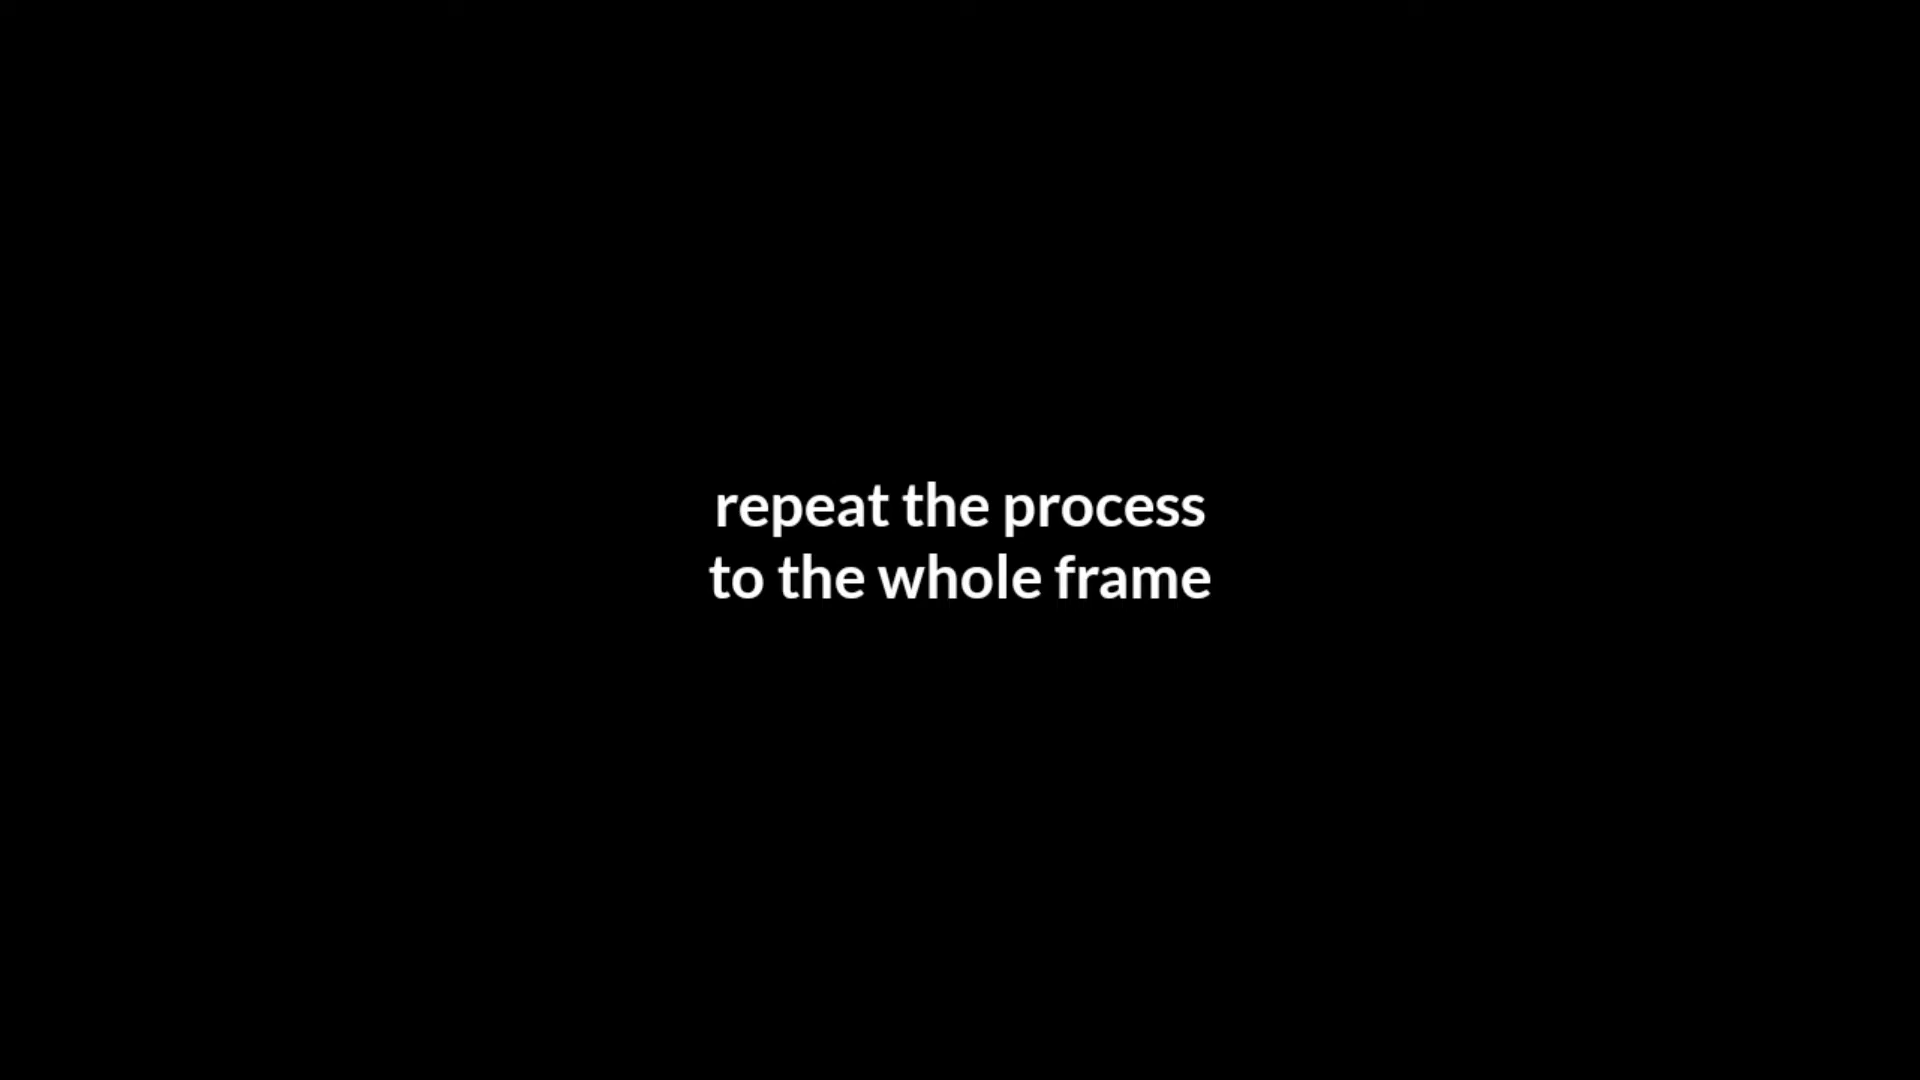 repeat the process
to the whole frame